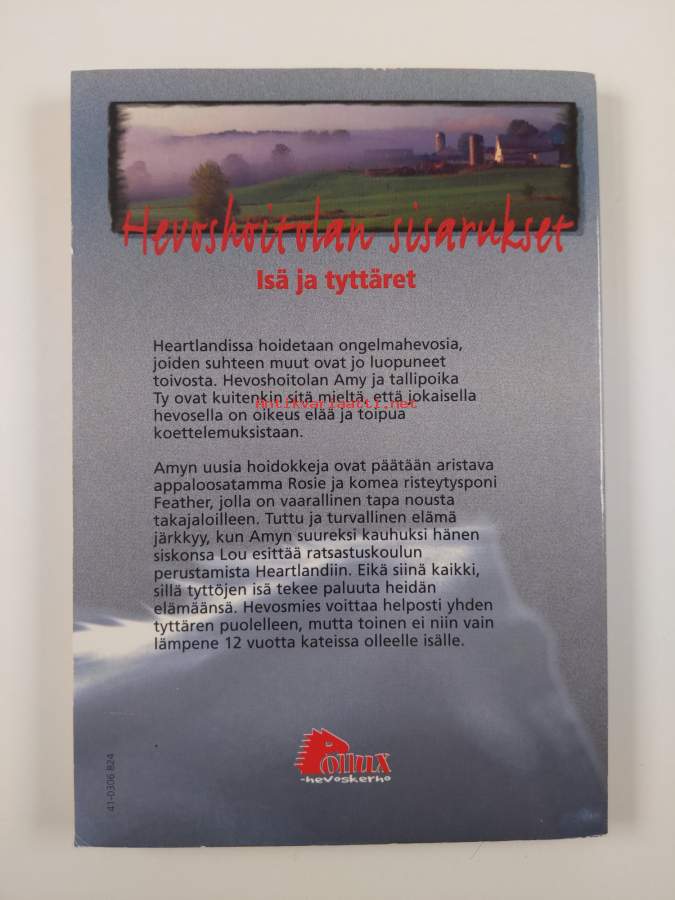 Hevoshoitolan sisarukset
Isä ja tyttäret
Heartlandissa hoidetaan ongelmahevosia,
joiden suhteen muut ovat jo luopuneet
toivosta. Hevoshoitolan Amy ja tallipoika
Ty ovat kuitenkin sitä mieltä, että jokaisella
Antikvariaatti.net
hevosella on oikeus elää ja toipua
koettelemuksistaan.
Amyn uusia hoidokkeja ovat päätään aristava
appaloosatamma Rosie ja komea risteytysponi
Feather, jolla on vaarallinen tapa nousta
takajaloilleen. Tuttu ja turvallinen elämä
järkkyy, kun Amyn suureksi kauhuksi hänen
siskonsa Lou esittää ratsastuskoulun
perustamista Heartlandiin. Eikä siinä kaikki,
sillä tyttöjen isä tekee paluuta heidän
elämäänsä. Hevosmies voittaa helposti yhden
tyttären puolelleen, mutta toinen ei niin vain
lämpene 12 vuotta kateissa olleelle isälle.
Pollux
-hevoskerho
41-0306 824